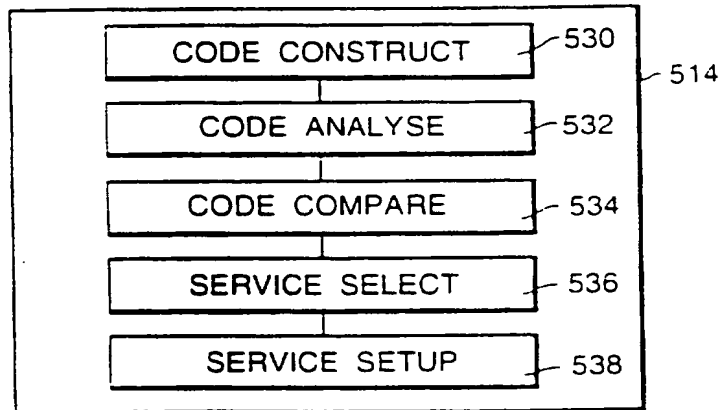 CODE CONSTRUCT 530
514
CODE ANALYSE 532
CODE COMPARE 534
SERVICE SELECT 536
SERVICE SETUP 538